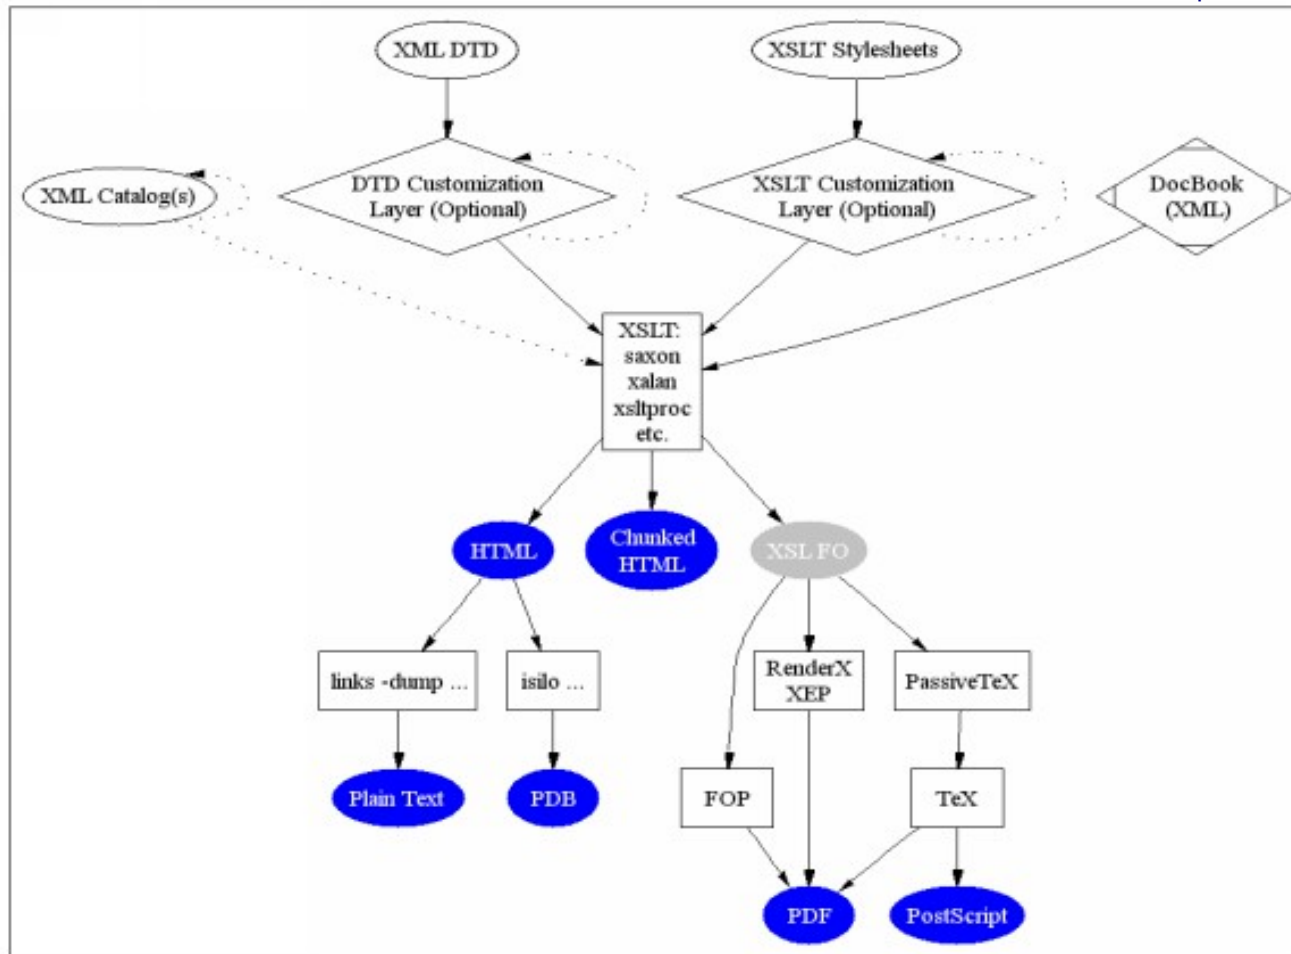 XML DTD
XSLT Stylesheets
XML Catalog(s)
DTD Customization
Layer (Optional)
XSLT Customization
Layer (Optional)
DocBook
(XML)
XSLT:
saxon
xalan
xsltproc
etc.
HTML
Chunked
HTML
XSL FO
links -dump ...
isilo ...
RenderX
XEP
PassiveTeX
Plain Text
PDB
FOP
TeX
PDF
PostScript